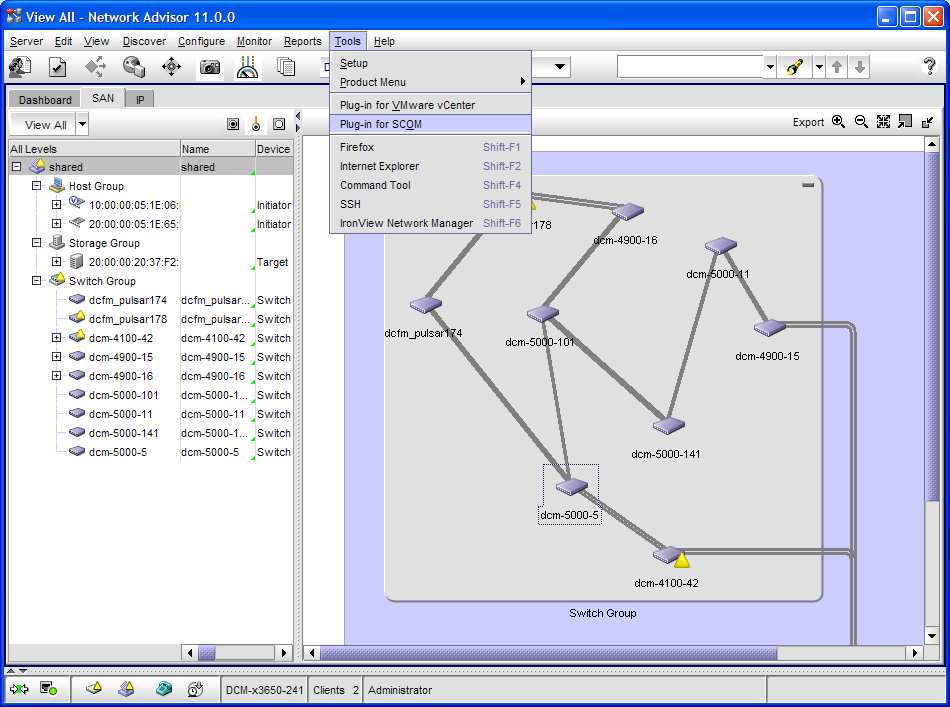 View All - Network Advisor 11.0.0
Server Edit View Discover Configure Monitor Reports Tools Help
Setup
Product Menu
Plug-in for VMware vCenter
Plug-in for SCOM
Firefox Shift-F1
Internet Explorer Shift-F2
Command Tool Shift-F4
SSH Shift-F5
IronView Network Manager Shift-F6
Dashboard SAN IP
View All
Export
All Levels Name Device
shared shared
Host Group
10:00:00:05:1E:06: Initiator
20:00:00:05:1E:65: Initiator
Storage Group
20:00:00:20:37:F2: Target
Switch Group
dcfm_pulsar174 dcfm_pulsar... Switch
dcfm_pulsar178 dcfm_pulsar... Switch
dcm-4100-42 dcm-4100-42 Switch
dcm-4900-15 dcm-4900-15 Switch
dcm-4900-16 dcm-4900-16 Switch
dcm-5000-101 dcm-5000-1... Switch
dcm-5000-11 dcm-5000-11 Switch
dcm-5000-141 dcm-5000-1... Switch
dcm-5000-5 dcm-5000-5 Switch
r178
dcm-4900-16
dcm-5000-11
dcfm_pulsar174
dcm-5000-101
dcm-4900-15
dcm-5000-141
dcm-5000-5
dcm-4100-42
Switch Group
DCM-x3650-241 Clients 2 Administrator